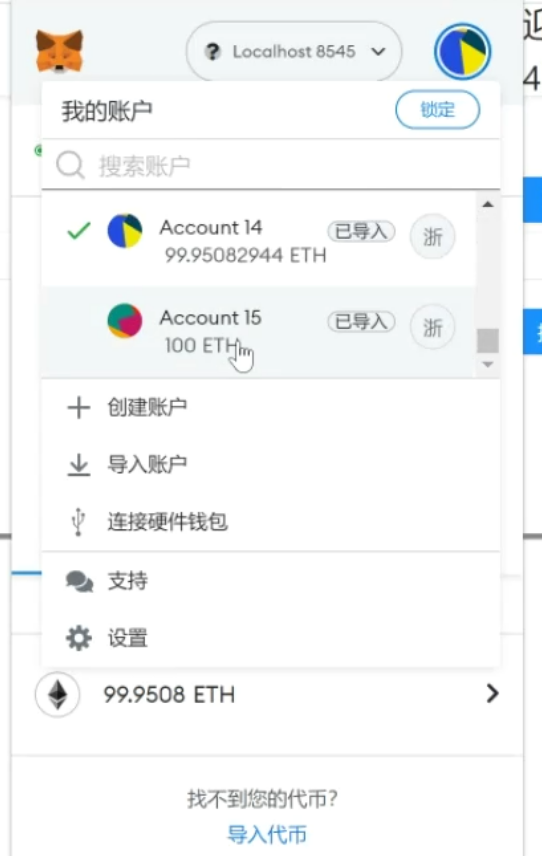 ? Localhost 8545
迎
4
我的账户
锁定
搜索账户
Account 14
已导入
浙
99.95082944 ETH
Account 15
已导入
浙
100 ETH
创建账户
导入账户
连接硬件钱包
支持
设置
99.9508 ETH
找不到您的代币？
导入代币